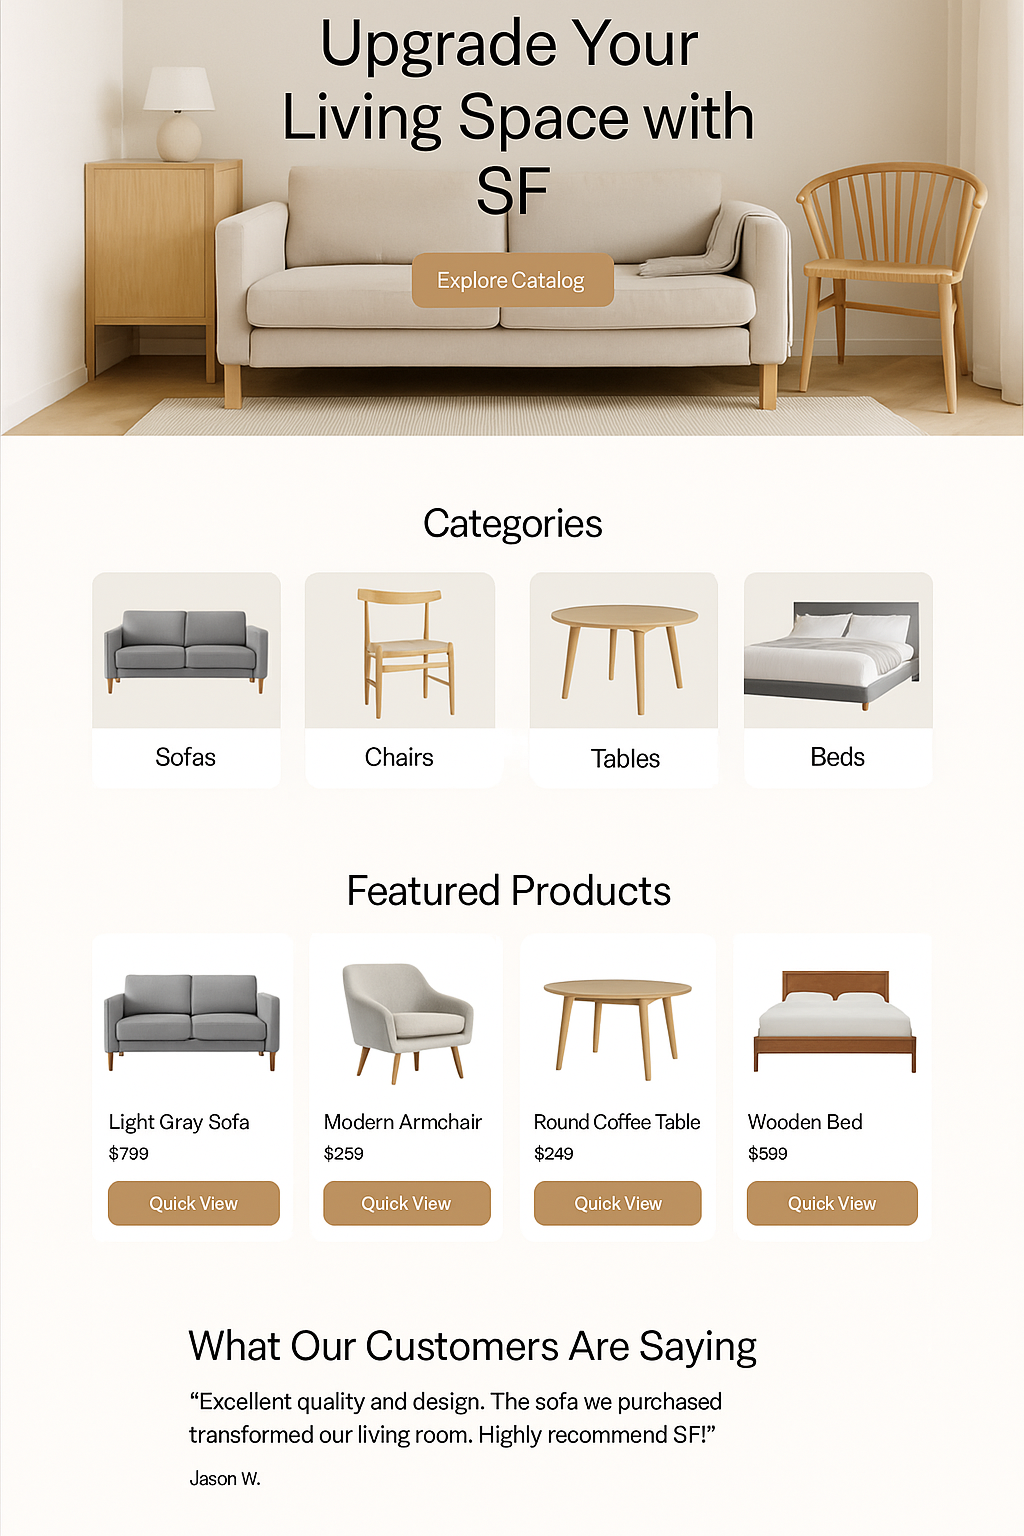 Upgrade Your
Living Space with
SF
Explore Catalog
Categories
Sofas
Chairs
Tables
Beds
Featured Products
Light Gray Sofa
$799
Quick View
Modern Armchair
$259
Quick View
Round Coffee Table
$249
Quick View
Wooden Bed
$599
Quick View
What Our Customers Are Saying
“Excellent quality and design. The sofa we purchased
transformed our living room. Highly recommend SF!”
Jason W.